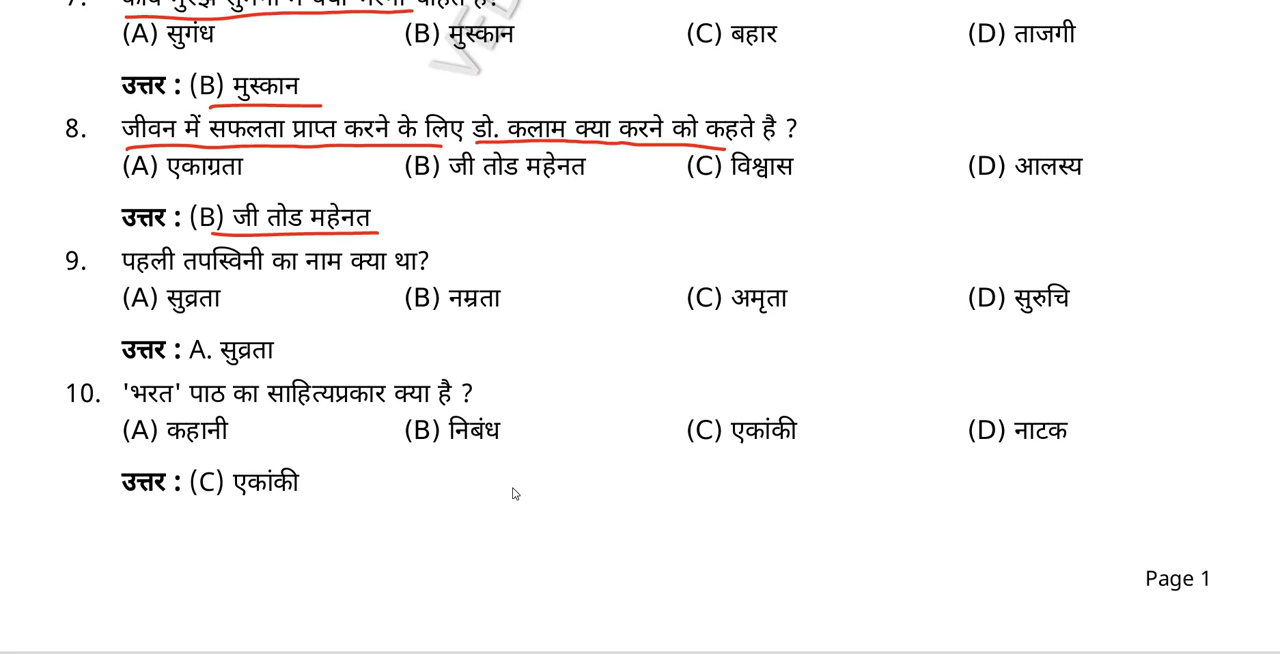 (A) सुगंध (B) मुस्कान (C) बहार (D) ताजगी
उत्तर : (B) मुस्कान
8. जीवन में सफलता प्राप्त करने के लिए डो. कलाम क्या करने को कहते है ?
(A) एकाग्रता (B) जी तोड महेनत (C) विश्वास (D) आलस्य
उत्तर : (B) जी तोड महेनत
9. पहली तपस्विनी का नाम क्या था?
(A) सुव्रता (B) नम्रता (C) अमृता (D) सुरुचि
उत्तर : A. सुव्रता
10. 'भरत' पाठ का साहित्यप्रकार क्या है ?
(A) कहानी (B) निबंध (C) एकांकी (D) नाटक
उत्तर : (C) एकांकी
Page 1